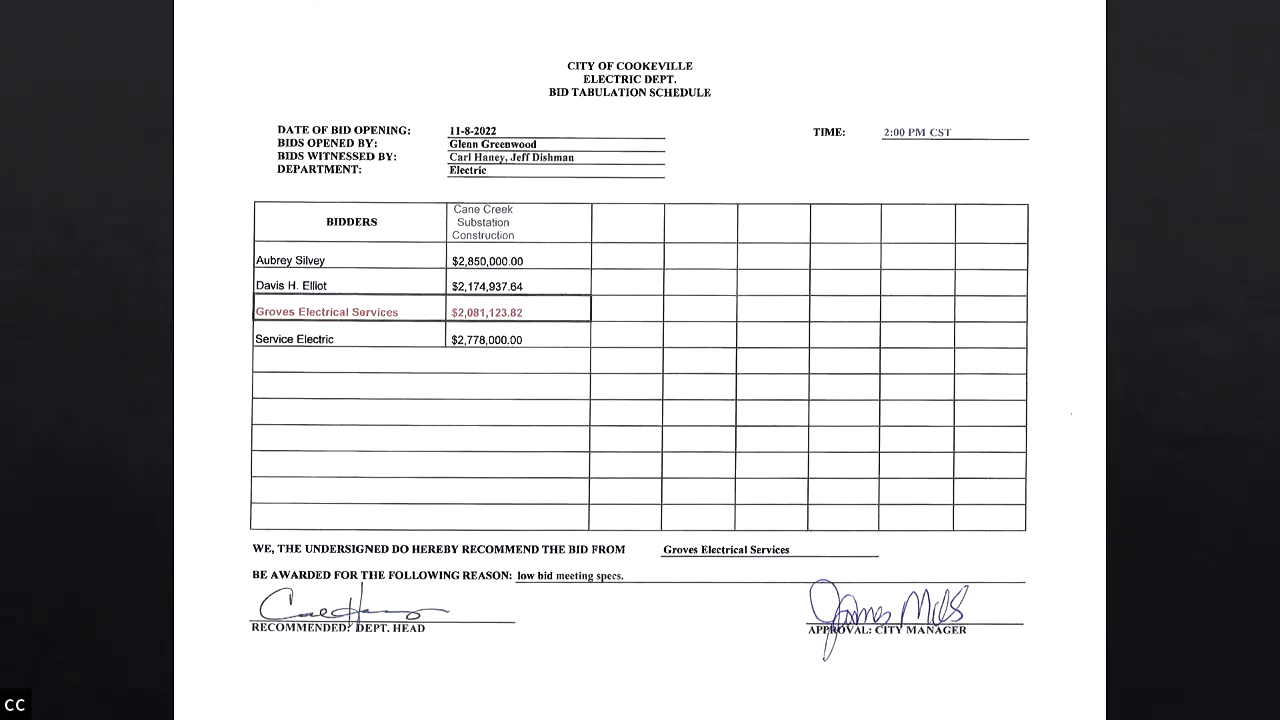 CITY OF COOKEVILLE
ELECTRIC DEPT.
BID TABULATION SCHEDULE
DATE OF BID OPENING: 11-8-2022 TIME: 2:00 PM CST
BIDS OPENED BY: Glenn Greenwood
BIDS WITNESSED BY: Carl Haney, Jeff Dishman
DEPARTMENT: Electric
BIDDERS Cane Creek
Substation
Construction
Aubrey Silvey $2,850,000.00
Davis H. Elliot $2,174,937.64
Groves Electrical Services $2,081,123.82
Service Electric $2,778,000.00
WE, THE UNDERSIGNED DO HEREBY RECOMMEND THE BID FROM Groves Electrical Services
BE AWARDED FOR THE FOLLOWING REASON: low bid meeting specs.
James Mills
RECOMMENDED: DEPT. HEAD APPROVAL: CITY MANAGER
CC